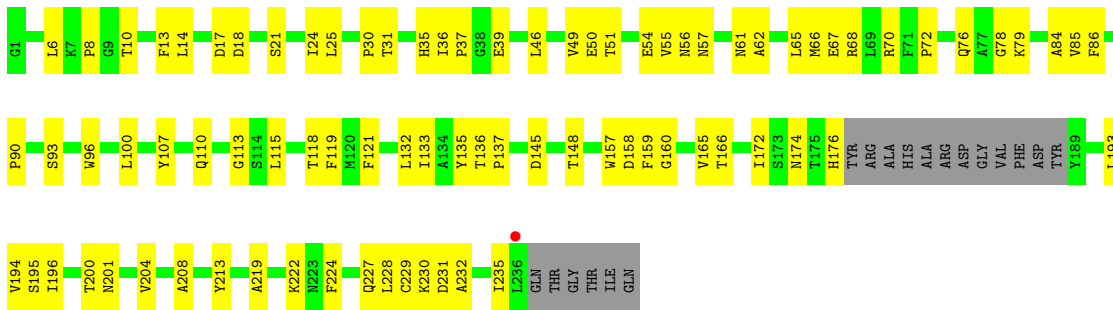 G1 L6 K7 P8 G9 T10 F13 L14 D17 D18 S21 I24 L25 P30 T31 H35 I36 P37 G38 E39 L46 V49 E50 T51 E54 V55 N56 N57 N61 A62 L65 M66 E67 R68 L69 R70 F71 P72 Q76 A77 G78 K79 A84 V85 F86
P90 S93 W96 L100 Y107 Q110 G113 S114 L115 T118 F119 M120 F121 L132 I133 A134 Y135 T136 P137 D145 T148 W157 D158 F159 G160 V165 T166 I172 S173 N174 T175 H176 TYR ARG ALA HIS ALA ARG ASP GLY VAL PHE ASP TYR Y189 L193
V194 S195 I196 T200 N201 V204 A208 Y213 A219 K222 N223 F224 Q227 L228 C229 K230 D231 A232 I235 L236 GLN THR GLY THR ILE GLN